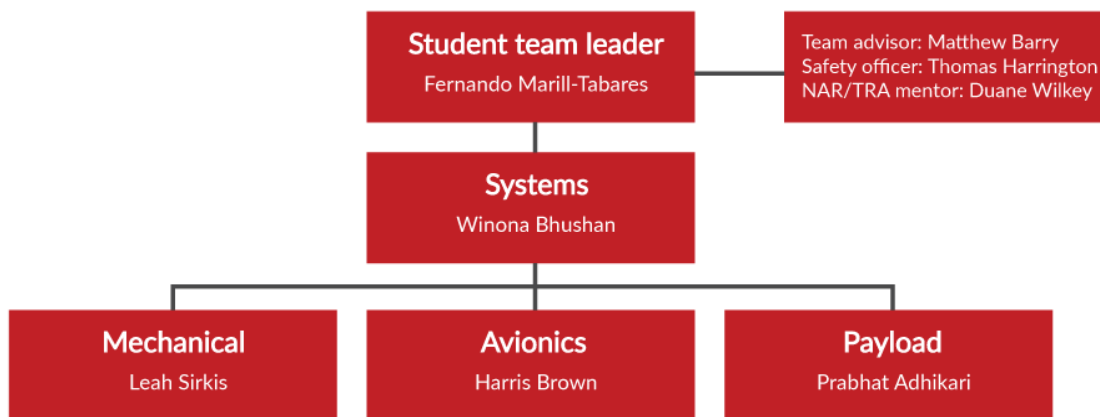 Student team leader
Fernando Marill-Tabares
Team advisor: Matthew Barry
Safety officer: Thomas Harrington
NAR/TRA mentor: Duane Wilkey
Systems
Winona Bhushan
Mechanical
Leah Sirkis
Avionics
Harris Brown
Payload
Prabhat Adhikari